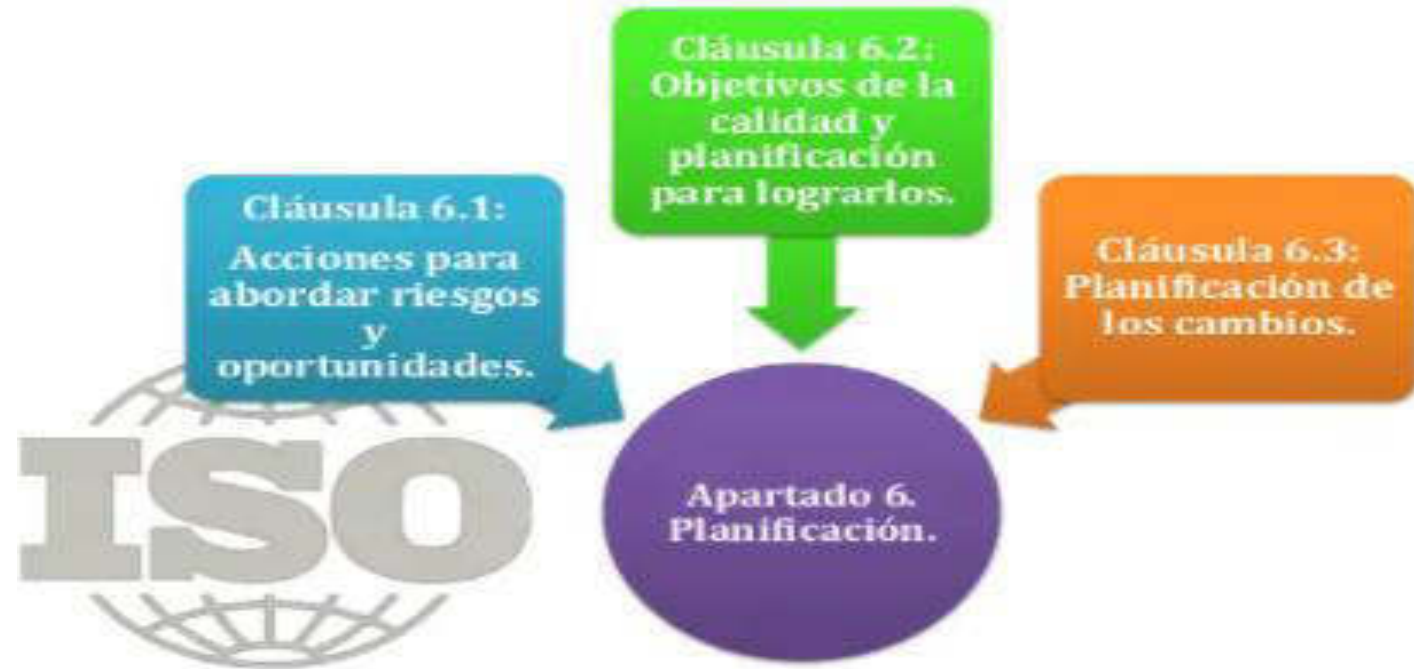 Cláusula 6.2:
Objetivos de la
calidad y
planificación
para lograrlos.
Cláusula 6.1:
Acciones para
abordar riesgos
y
oportunidades.
Cláusula 6.3:
Planificación de
los cambios.
ISO
Apartado 6.
Planificación.